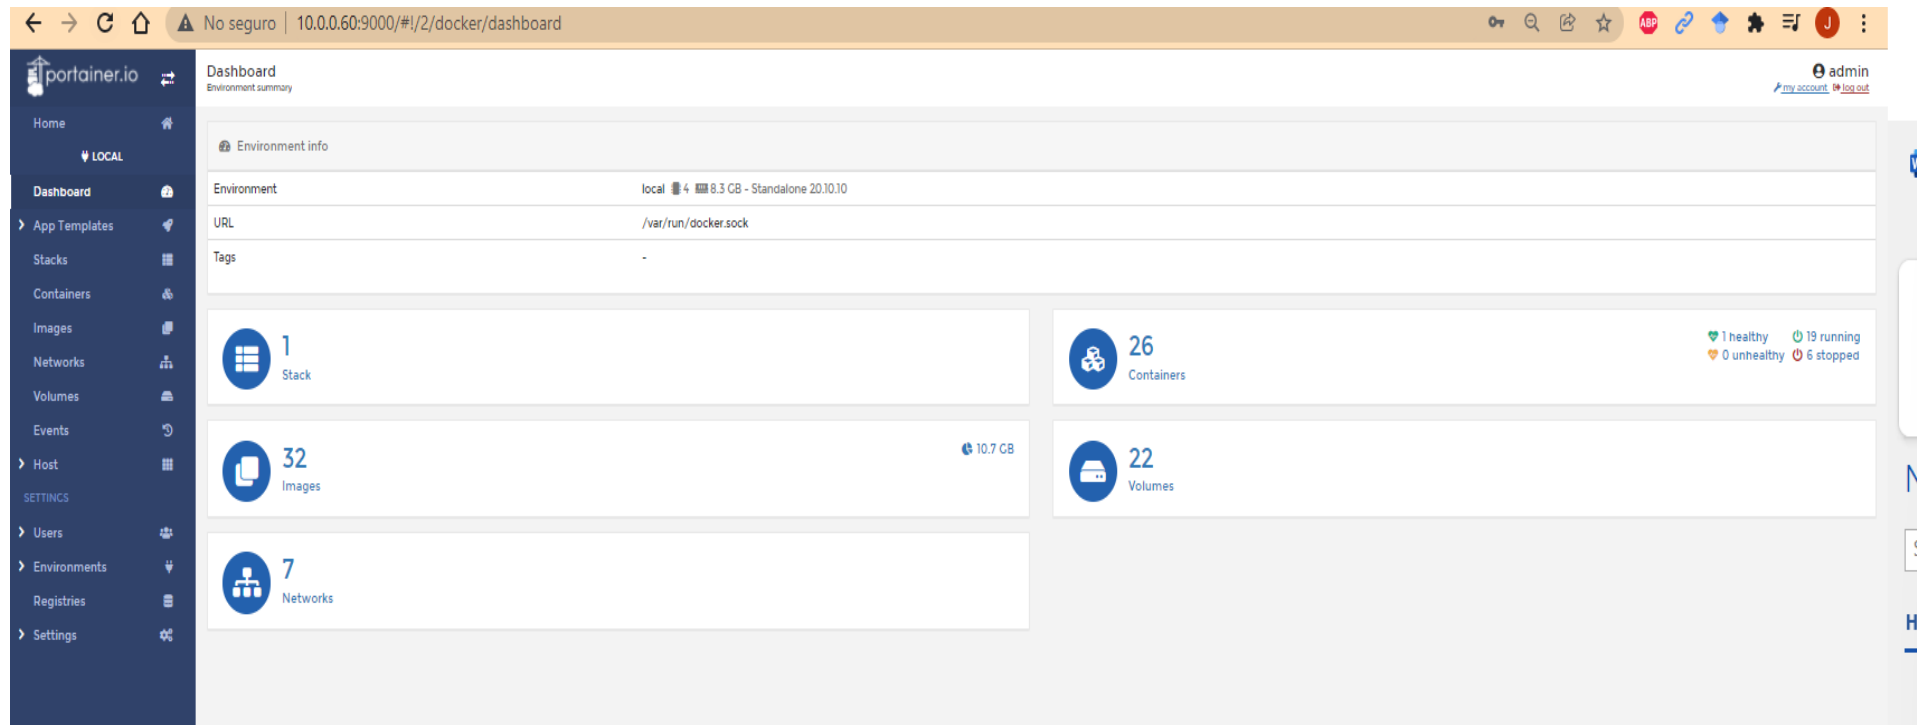 No seguro | 10.0.0.60:9000/#!/2/docker/dashboard
ABP
J
portainer.io
Home
LOCAL
Dashboard
App Templates
Stacks
Containers
Images
Networks
Volumes
Events
Host
SETTINGS
Users
Environments
Registries
Settings
Dashboard
Environment summary
admin
my account log out
Environment info
Environment local 4 8.3 GB - Standalone 20.10.10
URL /var/run/docker.sock
Tags -
1
Stack
26
Containers
1 healthy 19 running
0 unhealthy 6 stopped
32
Images
10.7 GB
22
Volumes
7
Networks